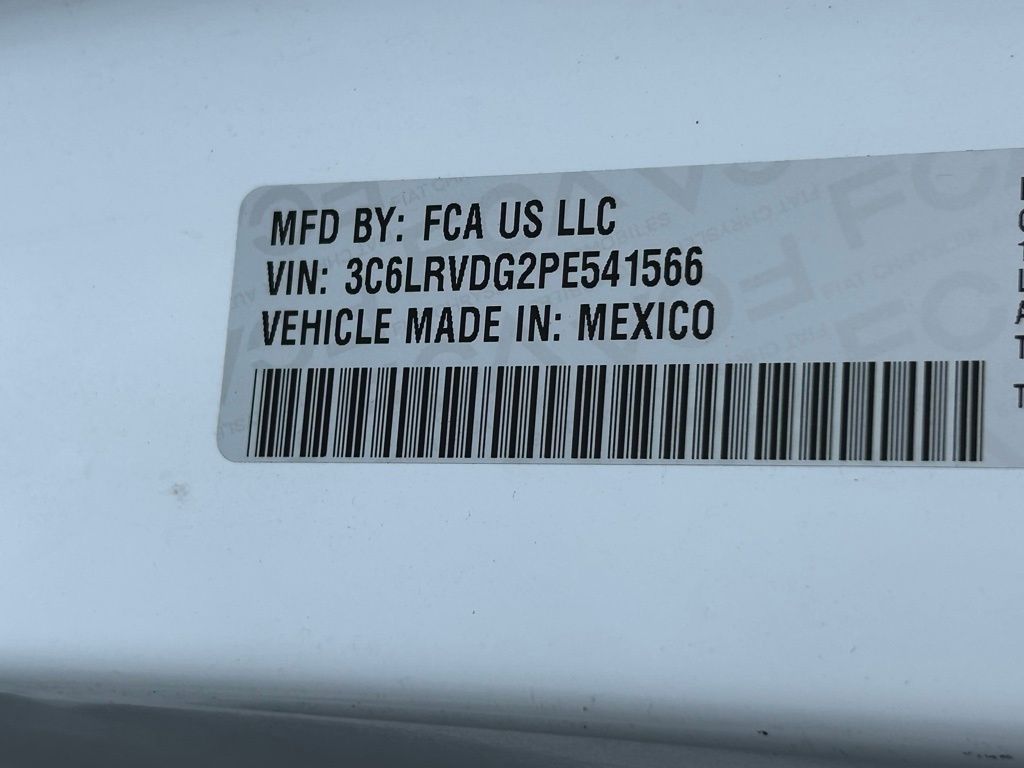 MFD BY: FCA US LLC
VIN: 3C6LRVDG2PE541566
VEHICLE MADE IN: MEXICO